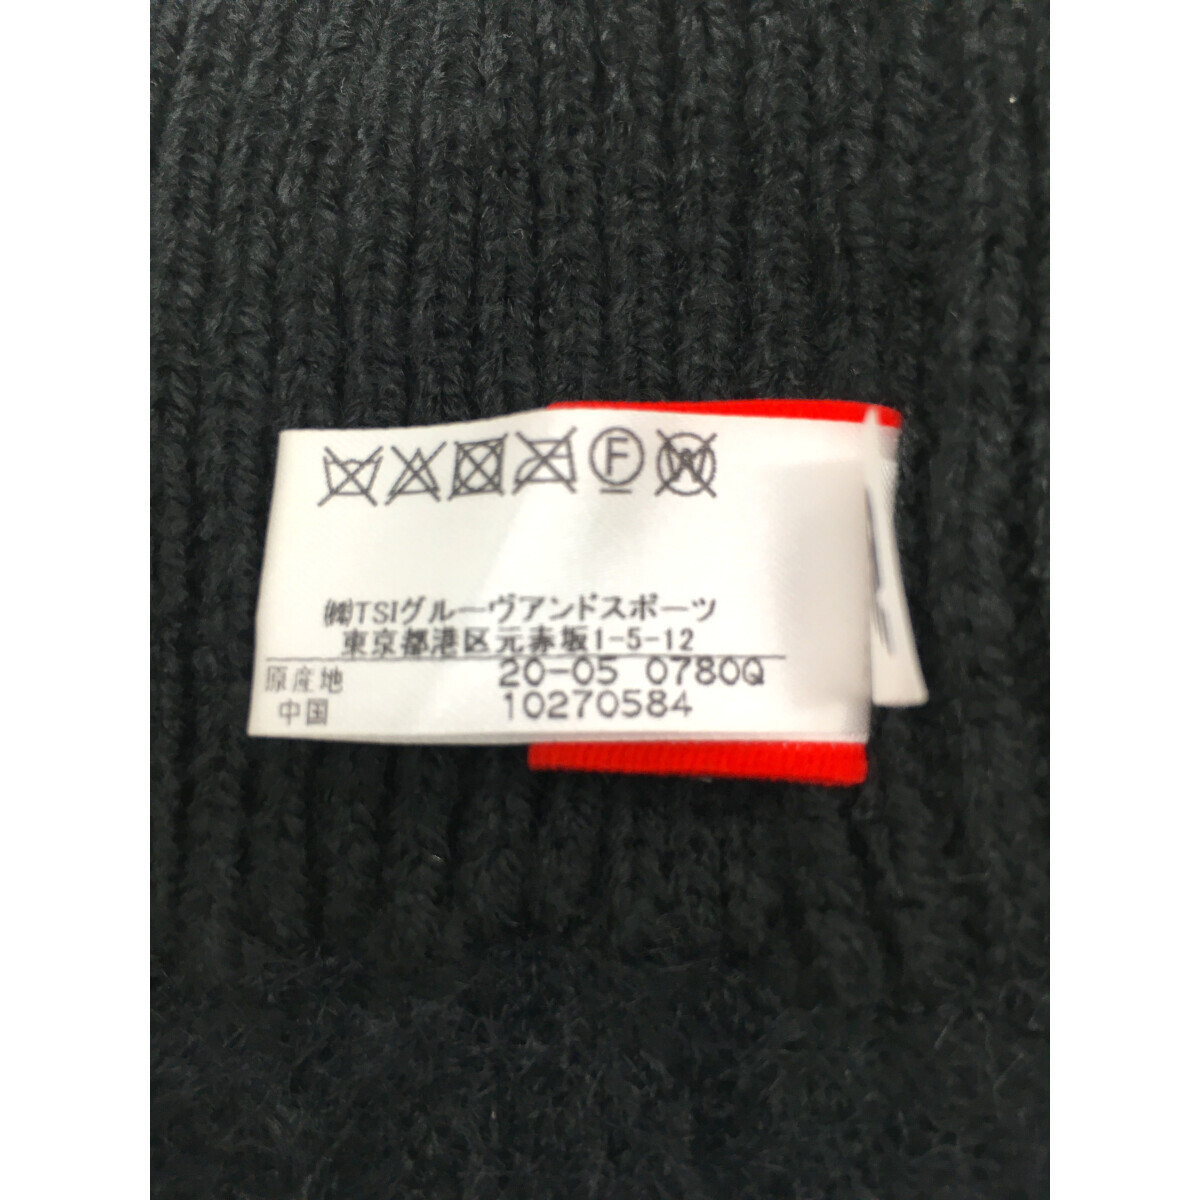 F W
㈱TSIグルーヴアンドスポーツ
東京都港区元赤坂1-5-12
原産地 20-05 0780Q
中国 10270584